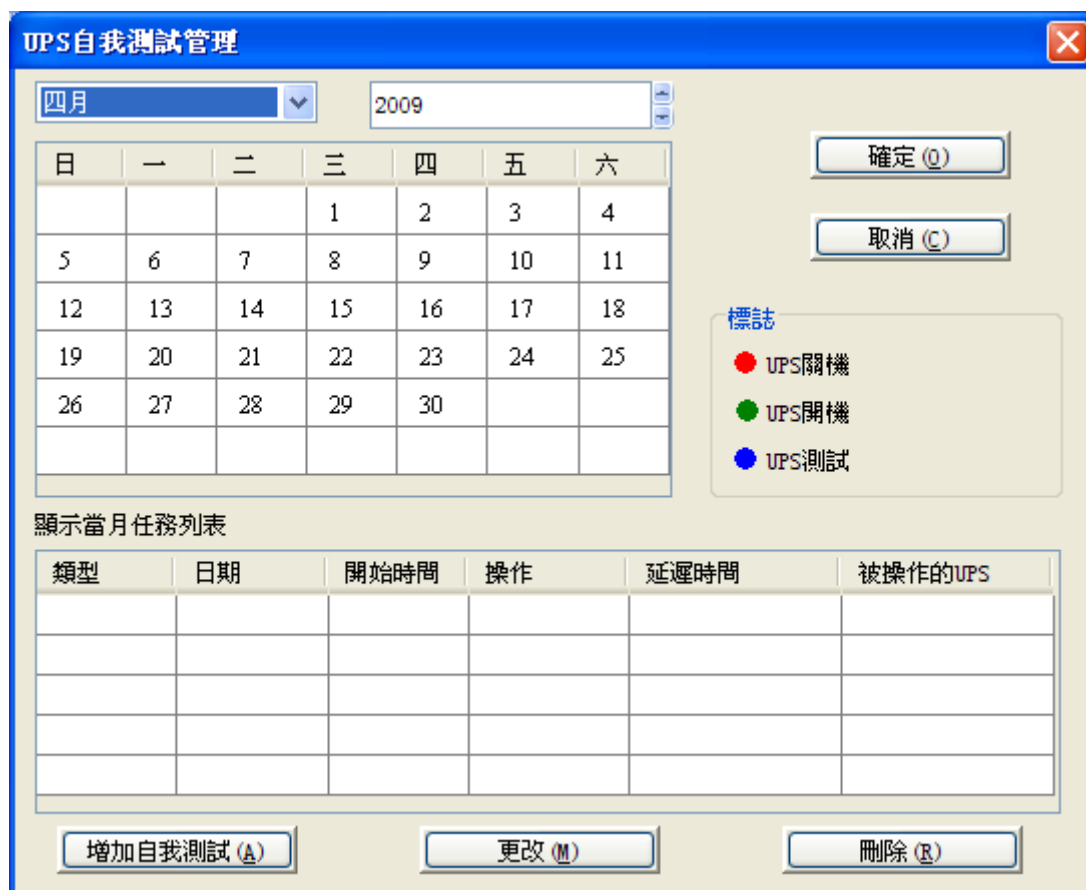 UPS自我測試管理
四月 2009
確定(O)
日 一 二 三 四 五 六
1 2 3 4
取消(C)
5 6 7 8 9 10 11
12 13 14 15 16 17 18
標誌
19 20 21 22 23 24 25
UPS關機
26 27 28 29 30
UPS開機
UPS測試
顯示當月任務列表
類型 日期 開始時間 操作 延遲時間 被操作的UPS
增加自我測試(A) 更改(M) 刪除(R)